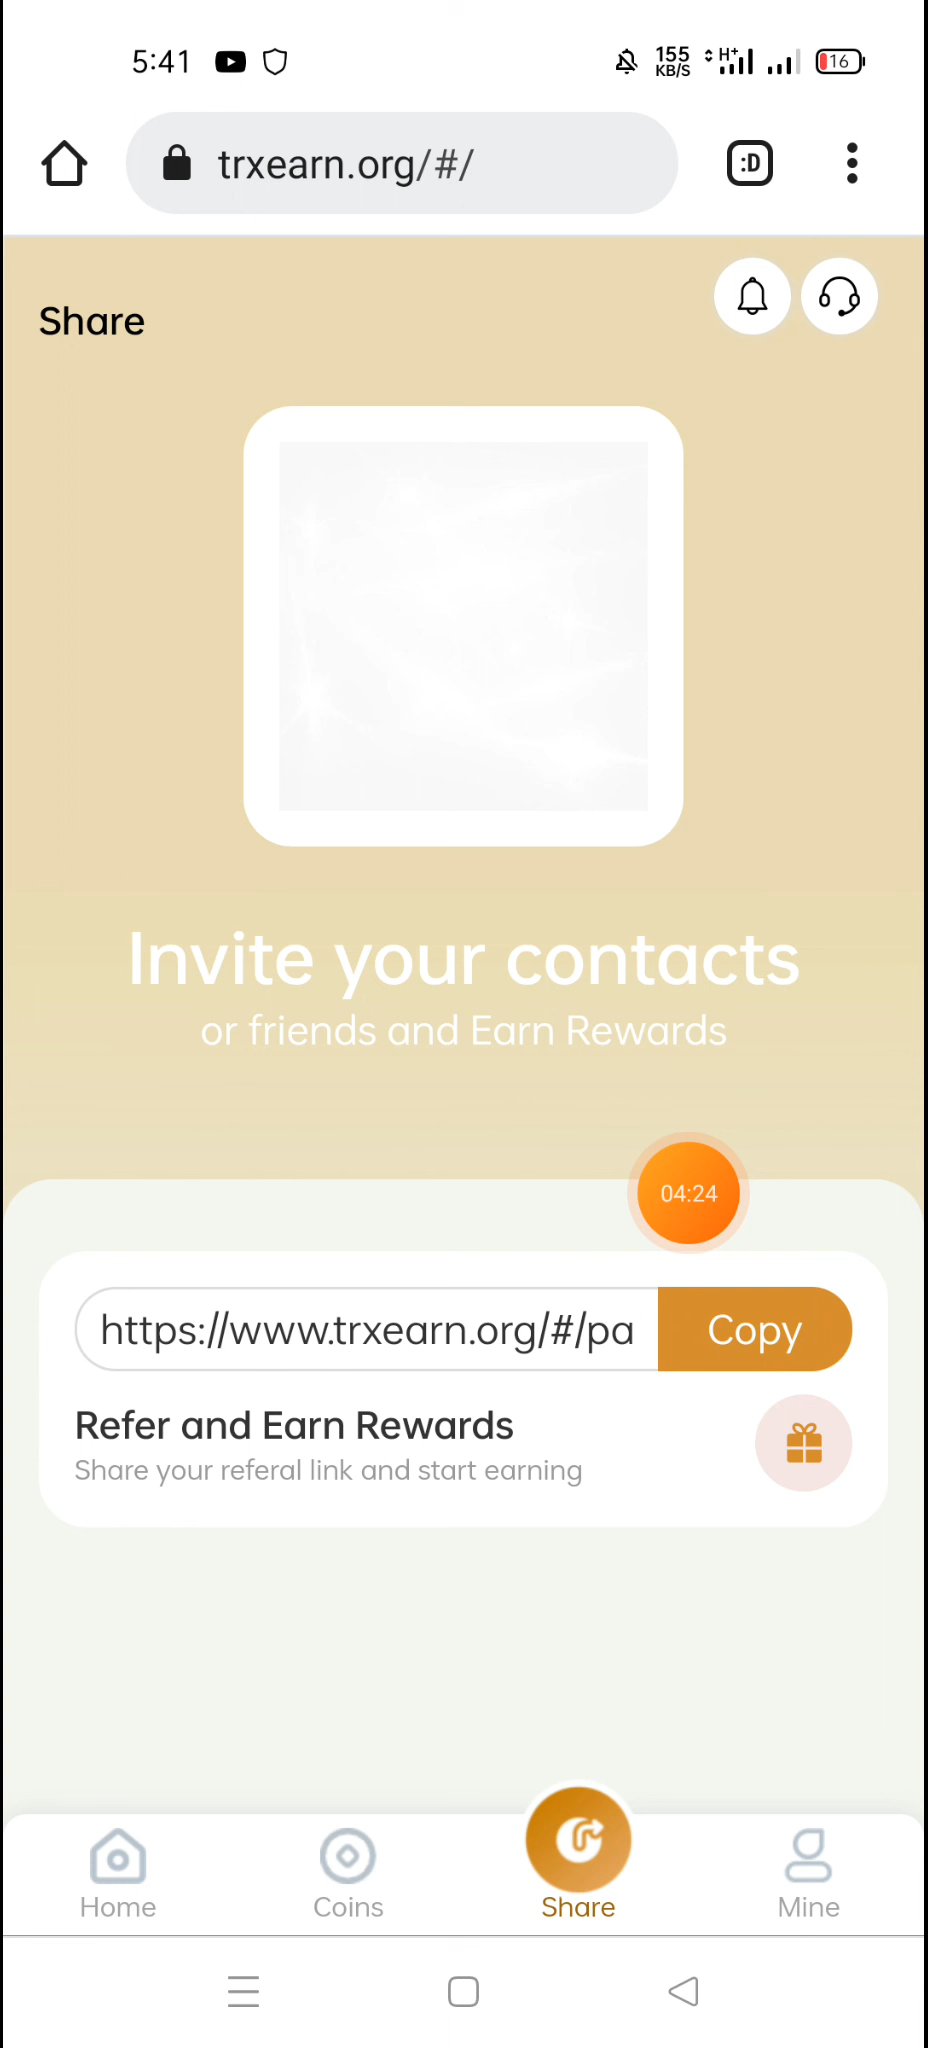 5:41
155
KB/S
H+
16
trxearn.org/#/
:D
Share
Invite your contacts
or friends and Earn Rewards
04:24
https://www.trxearn.org/#/pa
Copy
Refer and Earn Rewards
Share your referal link and start earning
Home
Coins
Share
Mine